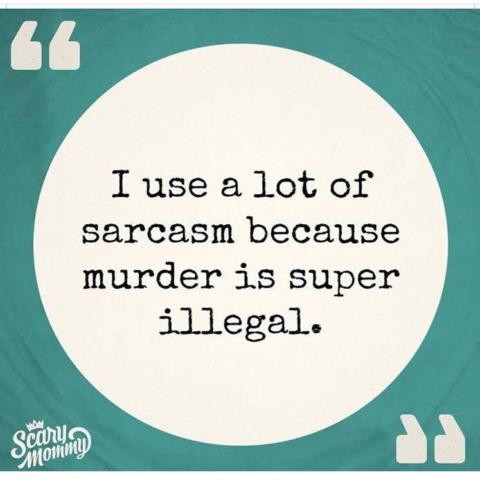 I use a lot of
sarcasm because
murder is super
illegal.
Scary
Mommy